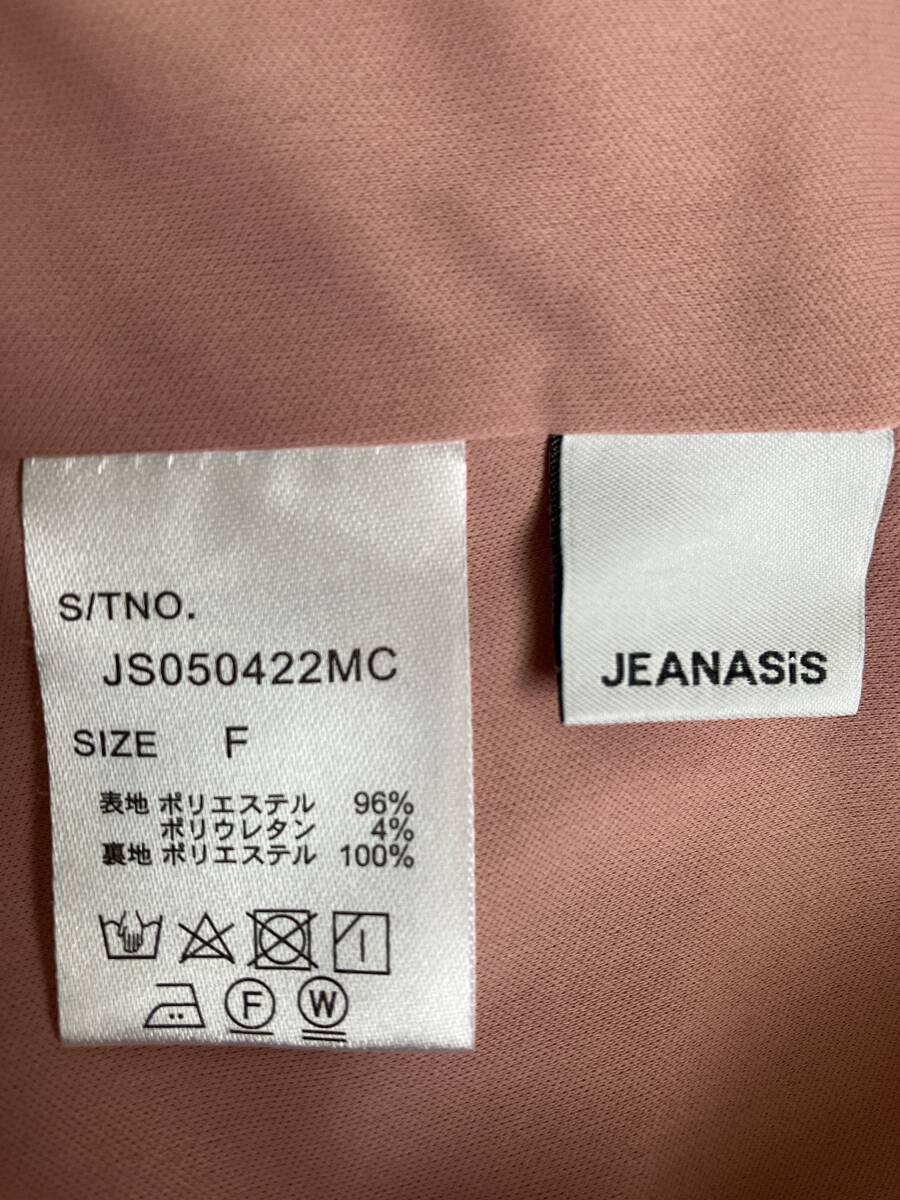 S/TNO.
JS050422MC
SIZE F
表地 ポリエステル 96%
ポリウレタン 4%
裏地 ポリエステル 100%
F W
JEANASiS